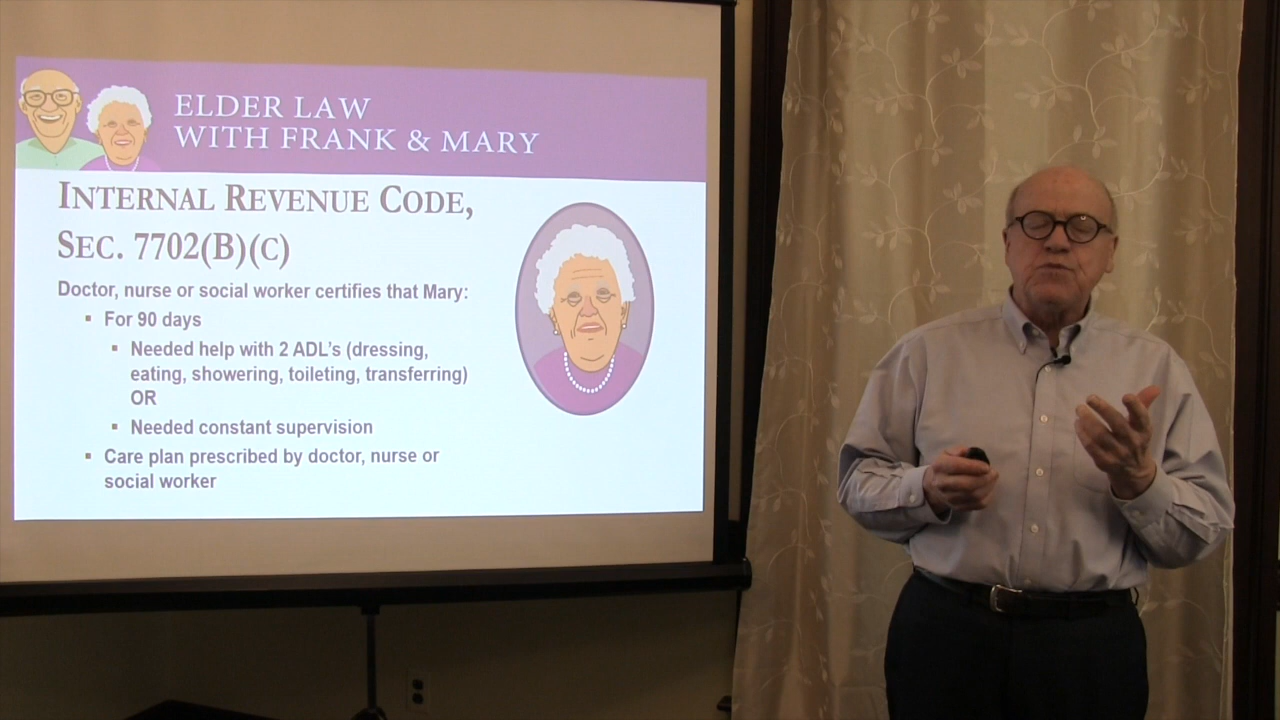 ELDER LAW
WITH FRANK & MARY
INTERNAL REVENUE CODE,
SEC. 7702(B)(C)
Doctor, nurse or social worker certifies that Mary:
▪ For 90 days
▪ Needed help with 2 ADL's (dressing,
eating, showering, toileting, transferring)
OR
▪ Needed constant supervision
▪ Care plan prescribed by doctor, nurse or
social worker